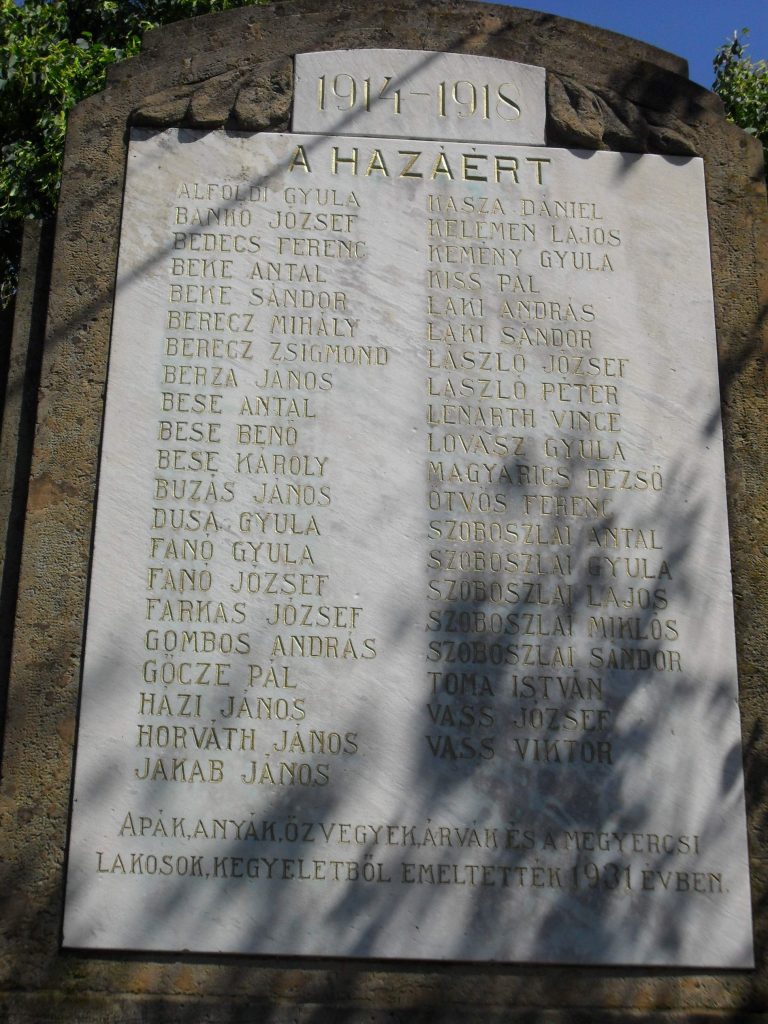 1914-1918
A HAZÁÉRT
ALFÖLDI GYULA
BANKÓ JÓZSEF
BEDECS FERENC
BEKE ANTAL
BEKE SÁNDOR
BERECZ MIHÁLY
BERECZ ZSIGMOND
BERZA JÁNOS
BESE ANTAL
BESE BENŐ
BESE KÁROLY
BUZÁS JÁNOS
DUSA GYULA
FANÓ GYULA
FANÓ JÓZSEF
FARKAS JÓZSEF
GOMBOS ANDRÁS
GÖCZE PÁL
HÁZI JÁNOS
HORVÁTH JÁNOS
JAKAB JÁNOS
KASZA DÁNIEL
KELEMEN LAJOS
KEMÉNY GYULA
KISS PÁL
LAKI ANDRÁS
LAKI SÁNDOR
LÁSZLÓ JÓZSEF
LÁSZLÓ PÉTER
LÉNÁRTH VINCE
LOVÁSZ GYULA
MAGYARICS DEZSŐ
ÖTVÖS FERENC
SZOBOSZLAI ANTAL
SZOBOSZLAI GYULA
SZOBOSZLAI LAJOS
SZOBOSZLAI MIKLÓS
SZOBOSZLAI SÁNDOR
TOMA ISTVÁN
VASS JÓZSEF
VASS VIKTOR
APÁK, ANYÁK, ÖZVEGYEK, ÁRVÁK ÉS A MEGYERCSI
LAKOSOK, KEGYELETBŐL EMELTETTÉK 1931 ÉVBEN.